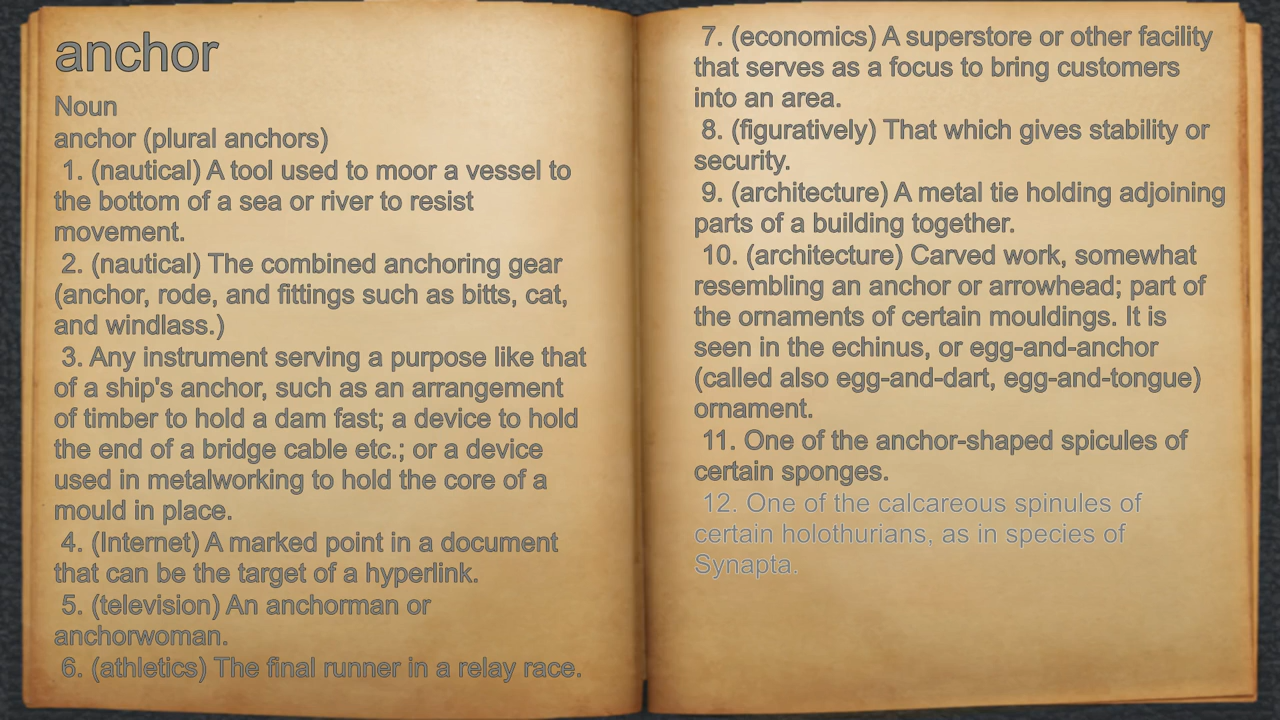 anchor
Noun
anchor (plural anchors)
1. (nautical) A tool used to moor a vessel to
the bottom of a sea or river to resist
movement.
2. (nautical) The combined anchoring gear
(anchor, rode, and fittings such as bitts, cat,
and windlass.)
3. Any instrument serving a purpose like that
of a ship's anchor, such as an arrangement
of timber to hold a dam fast; a device to hold
the end of a bridge cable etc.; or a device
used in metalworking to hold the core of a
mould in place.
4. (Internet) A marked point in a document
that can be the target of a hyperlink.
5. (television) An anchorman or
anchorwoman.
6. (athletics) The final runner in a relay race.
7. (economics) A superstore or other facility
that serves as a focus to bring customers
into an area.
8. (figuratively) That which gives stability or
security.
9. (architecture) A metal tie holding adjoining
parts of a building together.
10. (architecture) Carved work, somewhat
resembling an anchor or arrowhead; part of
the ornaments of certain mouldings. It is
seen in the echinus, or egg-and-anchor
(called also egg-and-dart, egg-and-tongue)
ornament.
11. One of the anchor-shaped spicules of
certain sponges.
12. One of the calcareous spinules of
certain holothurians, as in species of
Synapta.